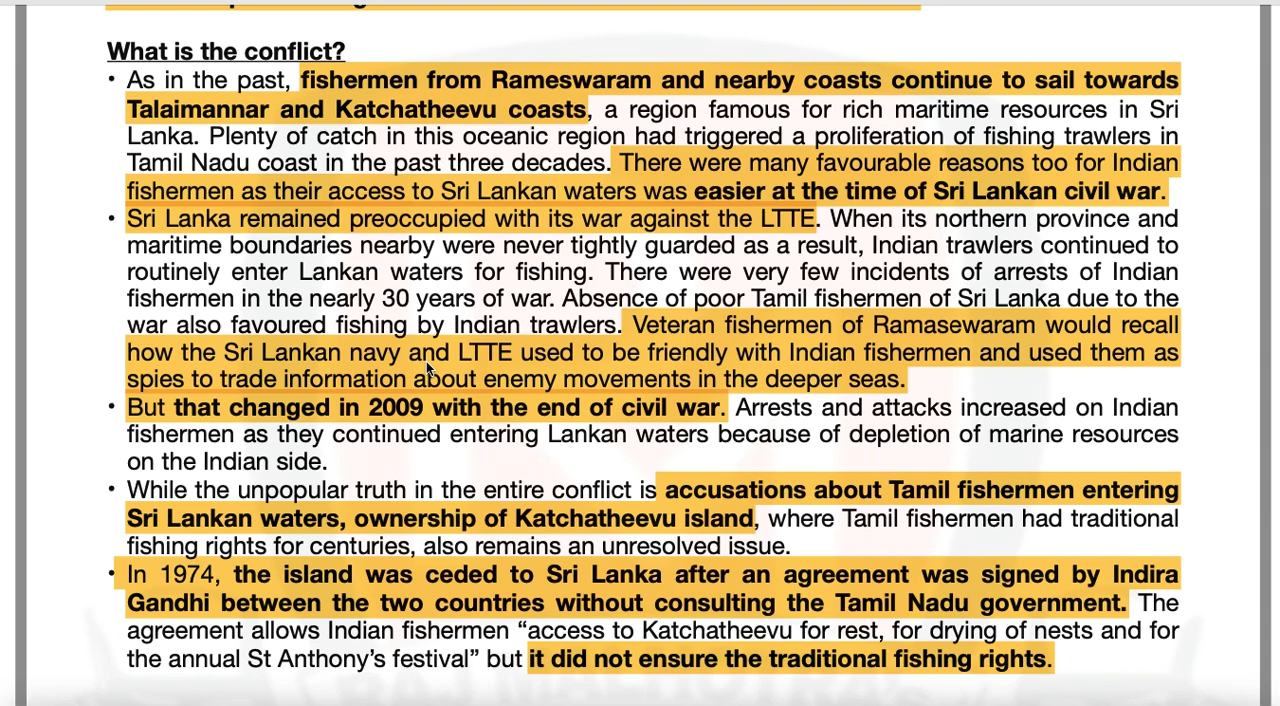 What is the conflict?
• As in the past, fishermen from Rameswaram and nearby coasts continue to sail towards
Talaimannar and Katchatheevu coasts, a region famous for rich maritime resources in Sri
Lanka. Plenty of catch in this oceanic region had triggered a proliferation of fishing trawlers in
Tamil Nadu coast in the past three decades. There were many favourable reasons too for Indian
fishermen as their access to Sri Lankan waters was easier at the time of Sri Lankan civil war.
• Sri Lanka remained preoccupied with its war against the LTTE. When its northern province and
maritime boundaries nearby were never tightly guarded as a result, Indian trawlers continued to
routinely enter Lankan waters for fishing. There were very few incidents of arrests of Indian
fishermen in the nearly 30 years of war. Absence of poor Tamil fishermen of Sri Lanka due to the
war also favoured fishing by Indian trawlers. Veteran fishermen of Ramasewaram would recall
how the Sri Lankan navy and LTTE used to be friendly with Indian fishermen and used them as
spies to trade information about enemy movements in the deeper seas.
• But that changed in 2009 with the end of civil war. Arrests and attacks increased on Indian
fishermen as they continued entering Lankan waters because of depletion of marine resources
on the Indian side.
• While the unpopular truth in the entire conflict is accusations about Tamil fishermen entering
Sri Lankan waters, ownership of Katchatheevu island, where Tamil fishermen had traditional
fishing rights for centuries, also remains an unresolved issue.
• In 1974, the island was ceded to Sri Lanka after an agreement was signed by Indira
Gandhi between the two countries without consulting the Tamil Nadu government. The
agreement allows Indian fishermen “access to Katchatheevu for rest, for drying of nests and for
the annual St Anthony’s festival” but it did not ensure the traditional fishing rights.